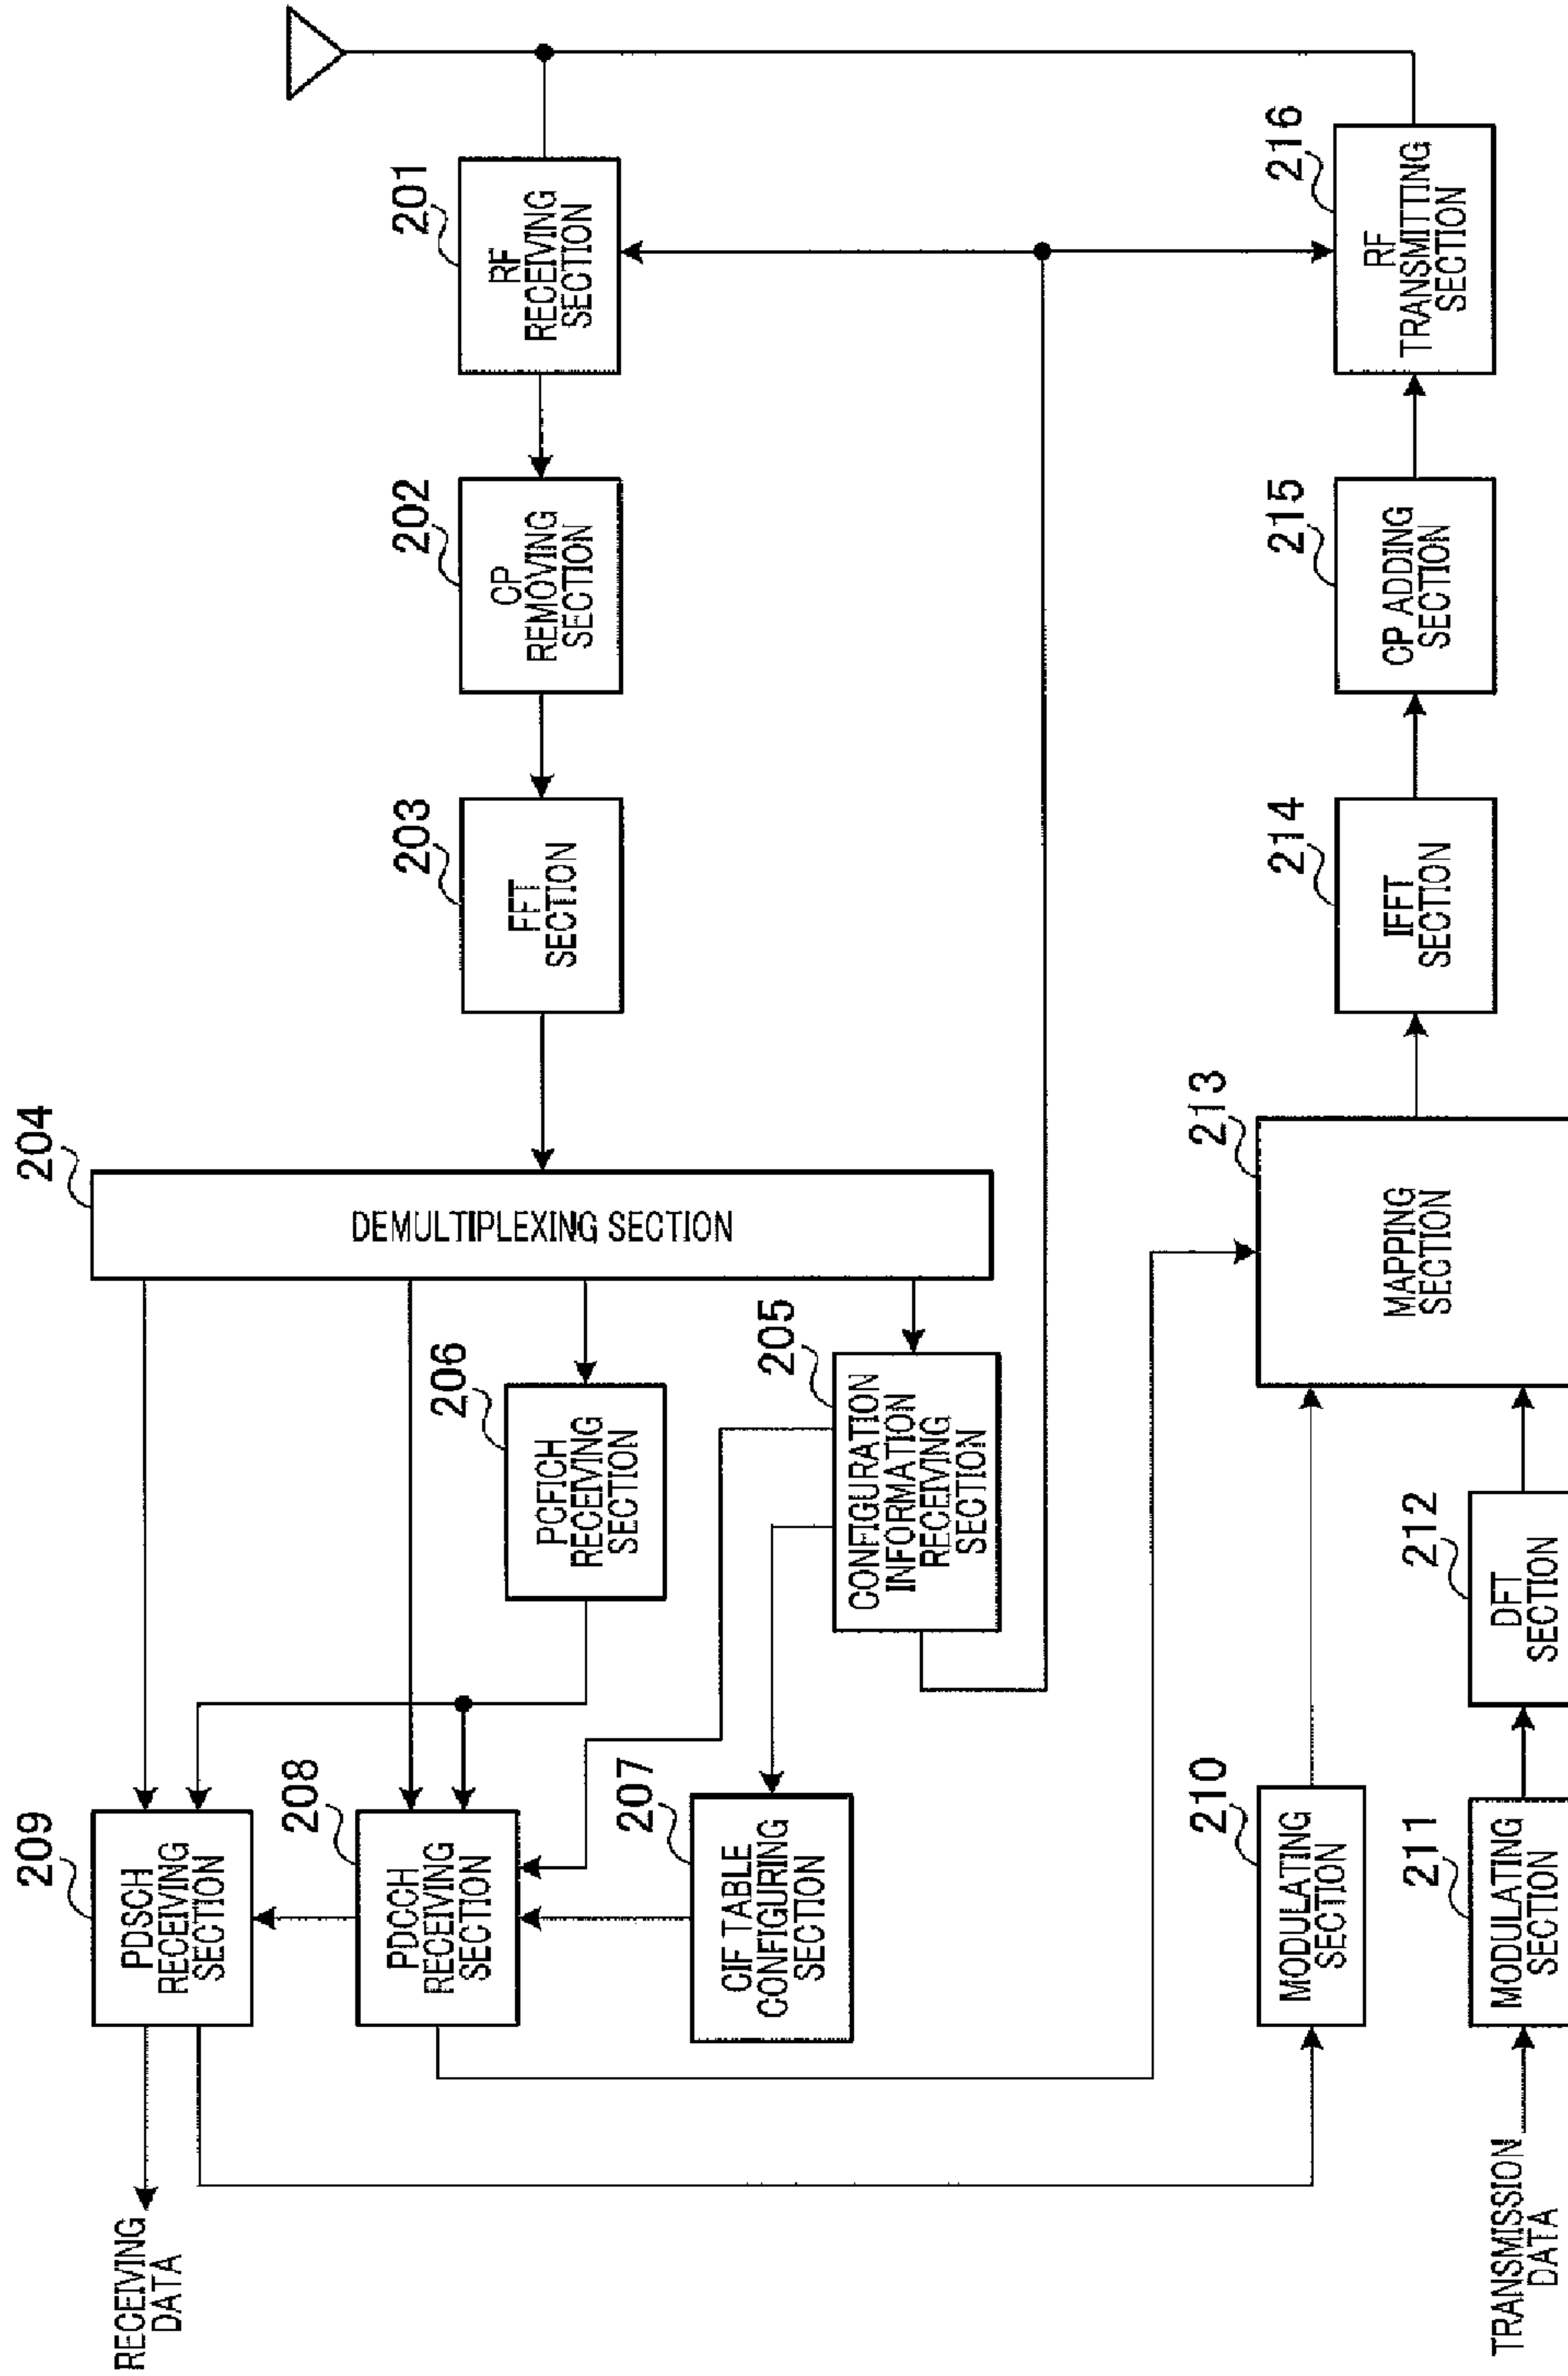 201
RF
RECEIVING
SECTION
202
CP
REMOVING
SECTION
203
FFT
SECTION
204
DEMULTIPLEXING SECTION
205
CONFIGURATION
INFORMATION
RECEIVING
SECTION
206
PCFICH
RECEIVING
SECTION
207
CIF TABLE
CONFIGURING
SECTION
208
PDCCH
RECEIVING
SECTION
209
PDSCH
RECEIVING
SECTION
RECEIVING
DATA
210
MODULATING
SECTION
TRANSMISSION
DATA
211
MODULATING
SECTION
212
DFT
SECTION
213
MAPPING
SECTION
214
IFFT
SECTION
215
CP ADDING
SECTION
216
RF
TRANSMITTING
SECTION